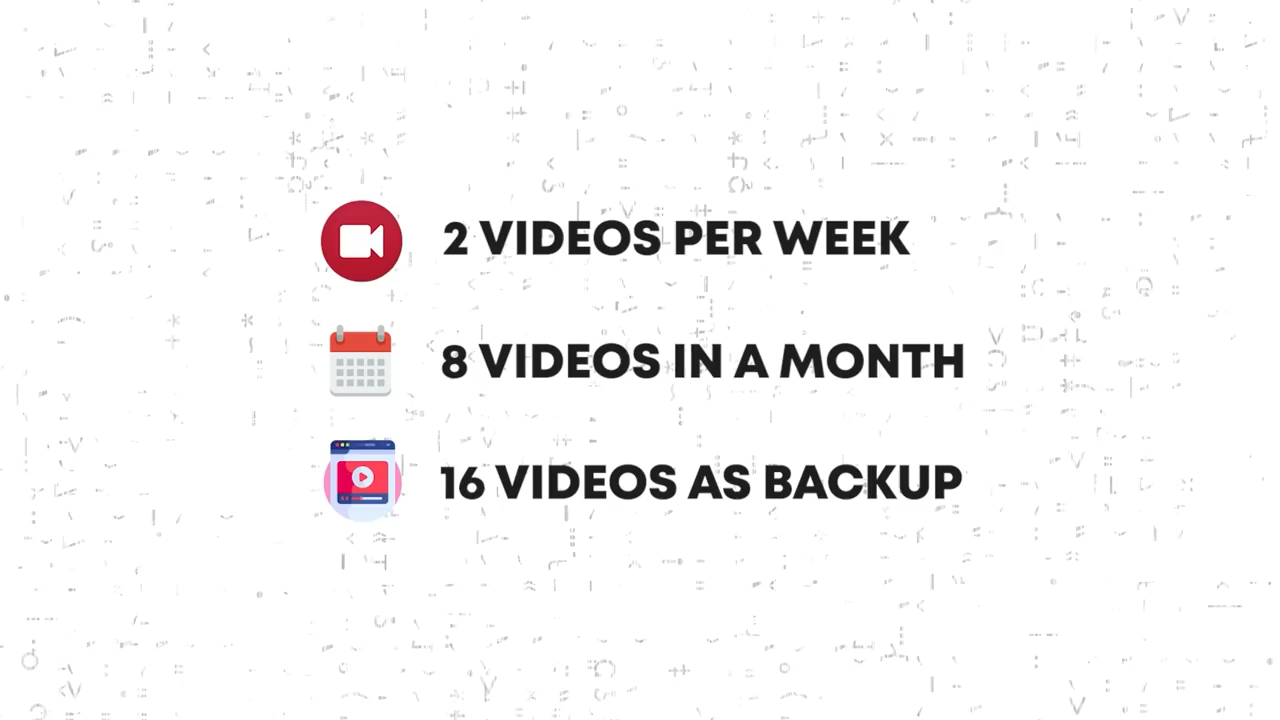 2 VIDEOS PER WEEK
8 VIDEOS IN A MONTH
16 VIDEOS AS BACKUP